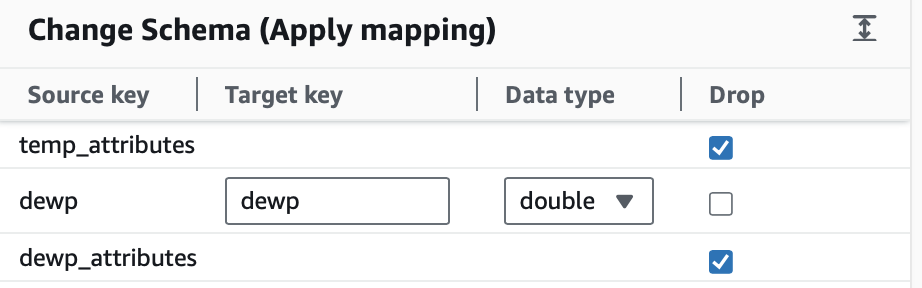 Change Schema (Apply mapping)
Source key Target key Data type Drop
temp_attributes
dewp dewp double
dewp_attributes